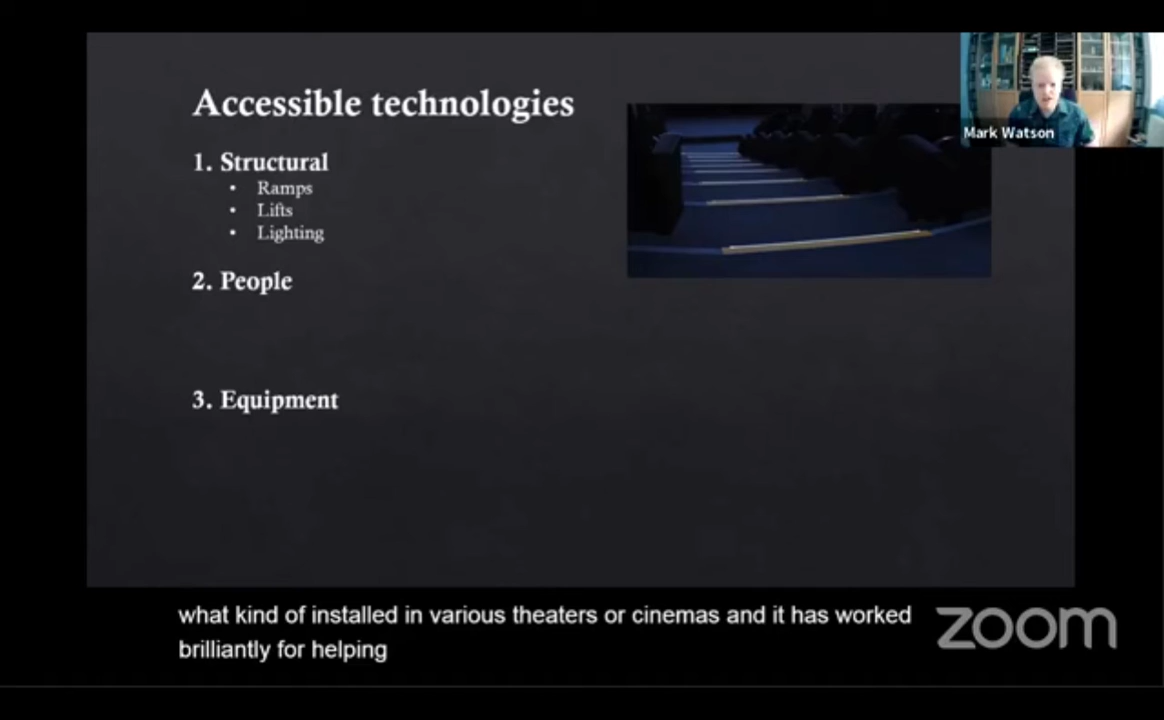 Accessible technologies
Mark Watson
1. Structural
• Ramps
• Lifts
• Lighting
2. People
3. Equipment
what kind of installed in various theaters or cinemas and it has worked
brilliantly for helping
zoom